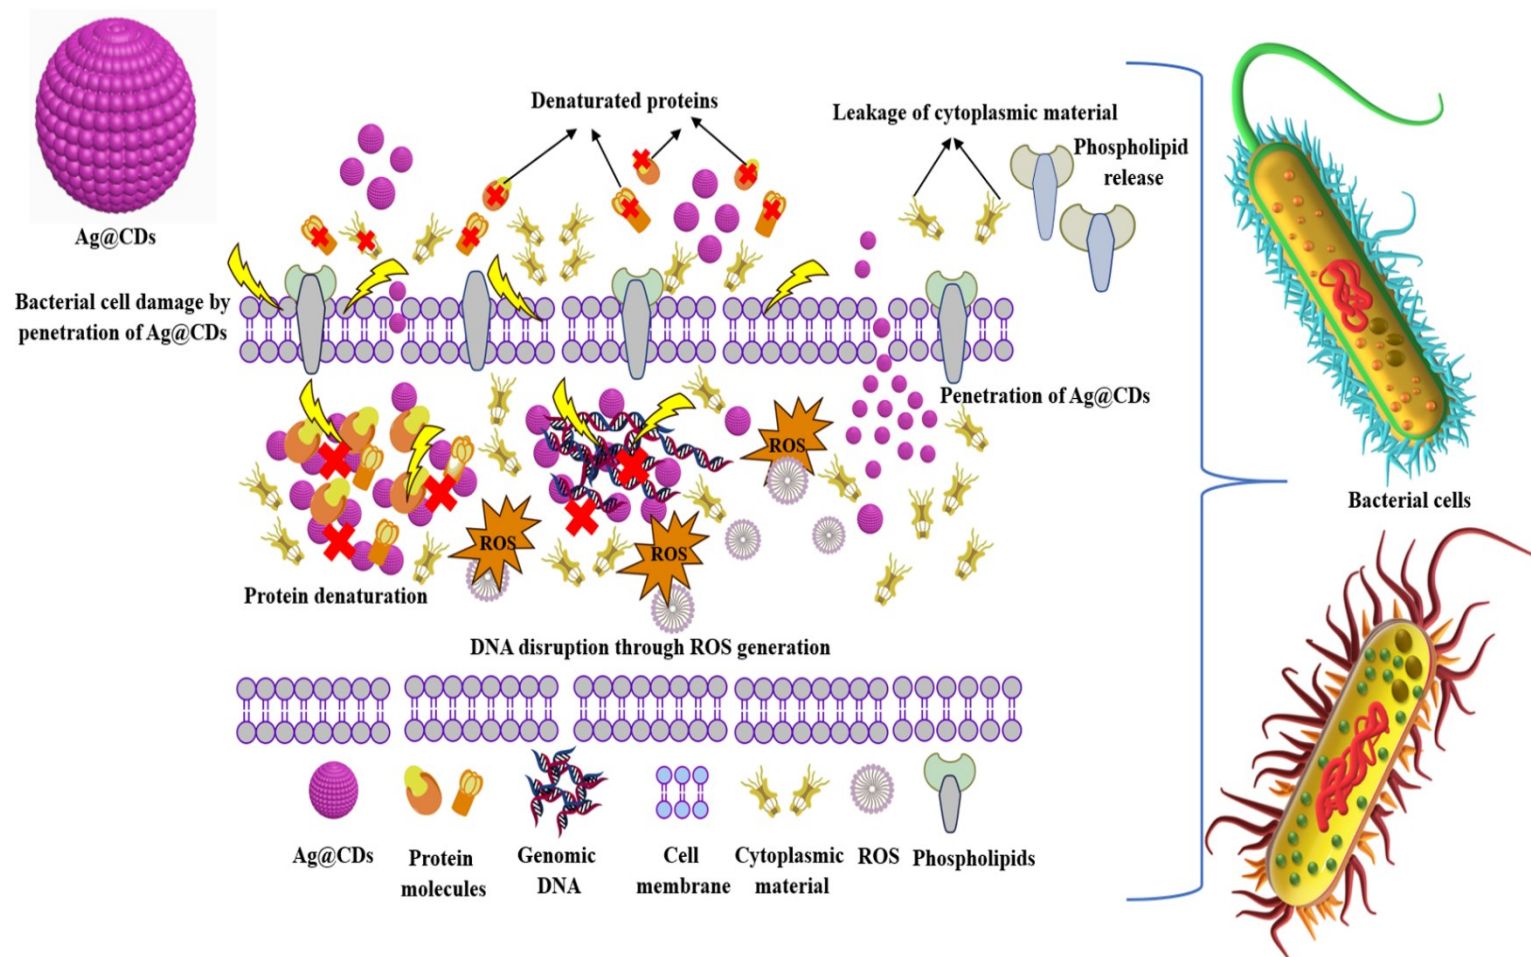 Ag@CDs
Denaturated proteins
Leakage of cytoplasmic material
Phospholipid
release
Bacterial cell damage by
penetration of Ag@CDs
Penetration of Ag@CDs
ROS
ROS
ROS
Protein denaturation
DNA disruption through ROS generation
Bacterial cells
Ag@CDs
Protein
molecules
Genomic
DNA
Cell
membrane
Cytoplasmic
material
ROS
Phospholipids